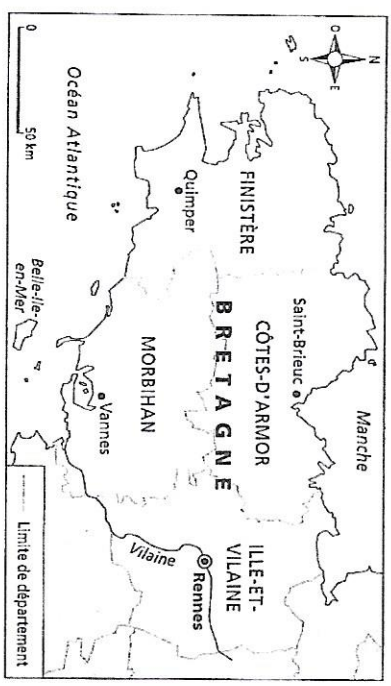 Manche
Saint-Brieuc
FINISTÈRE
CÔTES-D'ARMOR
ILLE-ET-
VILAINE
BRETAGNE
Quimper
Rennes
MORBIHAN
Vilaine
Vannes
Océan Atlantique
Belle-Ile-
en-Mer
N
O
E
S
0
50 km
Limite de département